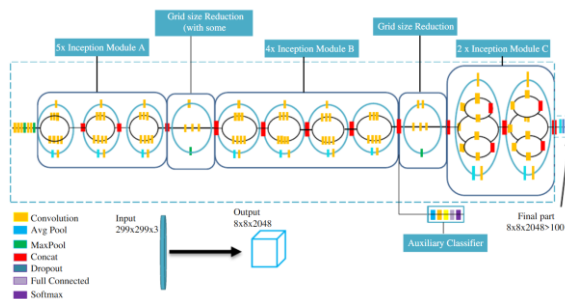 Grid size Reduction
(with some
5x Inception Module A
4x Inception Module B
Grid size Reduction
2 x Inception Module C
Convolution
Avg Pool
MaxPool
Concat
Dropout
Full Connected
Softmax
Input
299x299x3
Output
8x8x2048
Auxiliary Classifier
Final part
8x8x2048>100